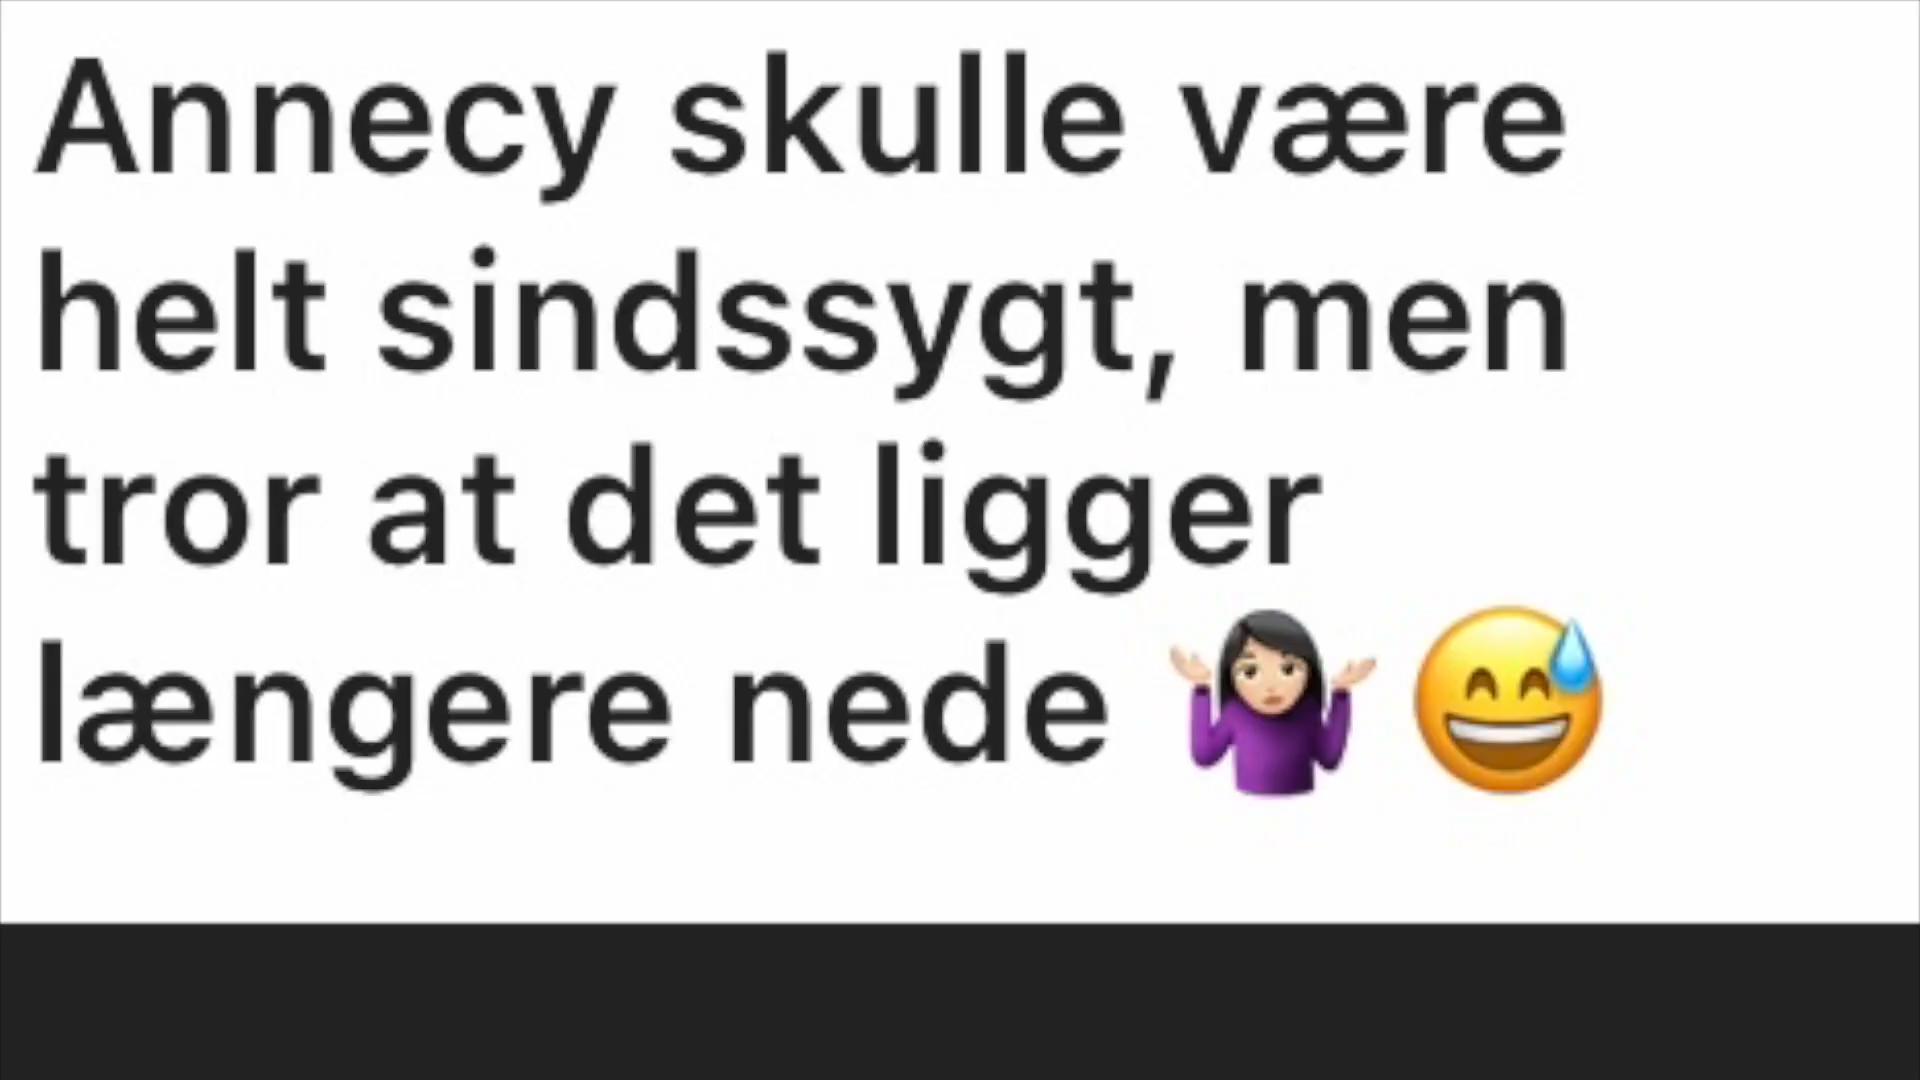 Annecy skulle være
helt sindssygt, men
tror at det ligger
længere nede 🤷🏻‍♀️ 😅